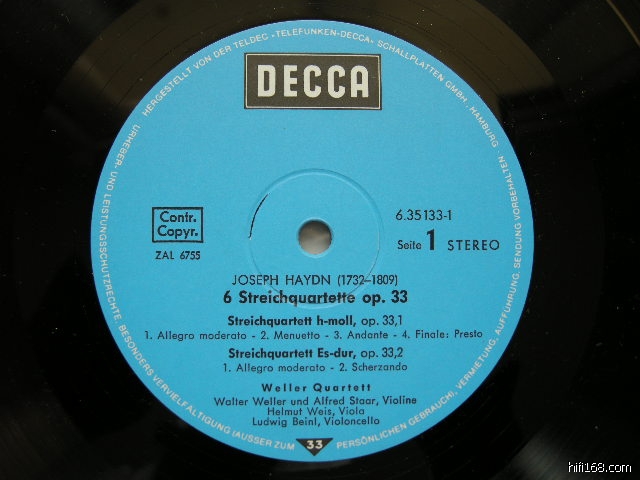 HERGESTELLT VON DER TELDEC »TELEFUNKEN-DECCA« SCHALLPLATTEN GMBH · HAMBURG ·
URHEBER- UND LEISTUNGSSCHUTZRECHTE BESONDERS VERVIELFÄLTIGUNG (AUSSER ZUM PERSÖNLICHEN GEBRAUCH), VERMIETUNG, AUFFÜHRUNG, SENDUNG VORBEHALTEN
DECCA
Contr.
Copyr.
ZAL 6755
6.35133-1
Seite 1 STEREO
JOSEPH HAYDN (1732-1809)
6 Streichquartette op. 33
Streichquartett h-moll, op. 33,1
1. Allegro moderato - 2. Menuetto - 3. Andante - 4. Finale: Presto
Streichquartett Es-dur, op. 33,2
1. Allegro moderato - 2. Scherzando
Weller Quartett
Walter Weller und Alfred Staar, Violine
Helmut Weis, Viola
Ludwig Beinl, Violoncello
33
hifi168.com